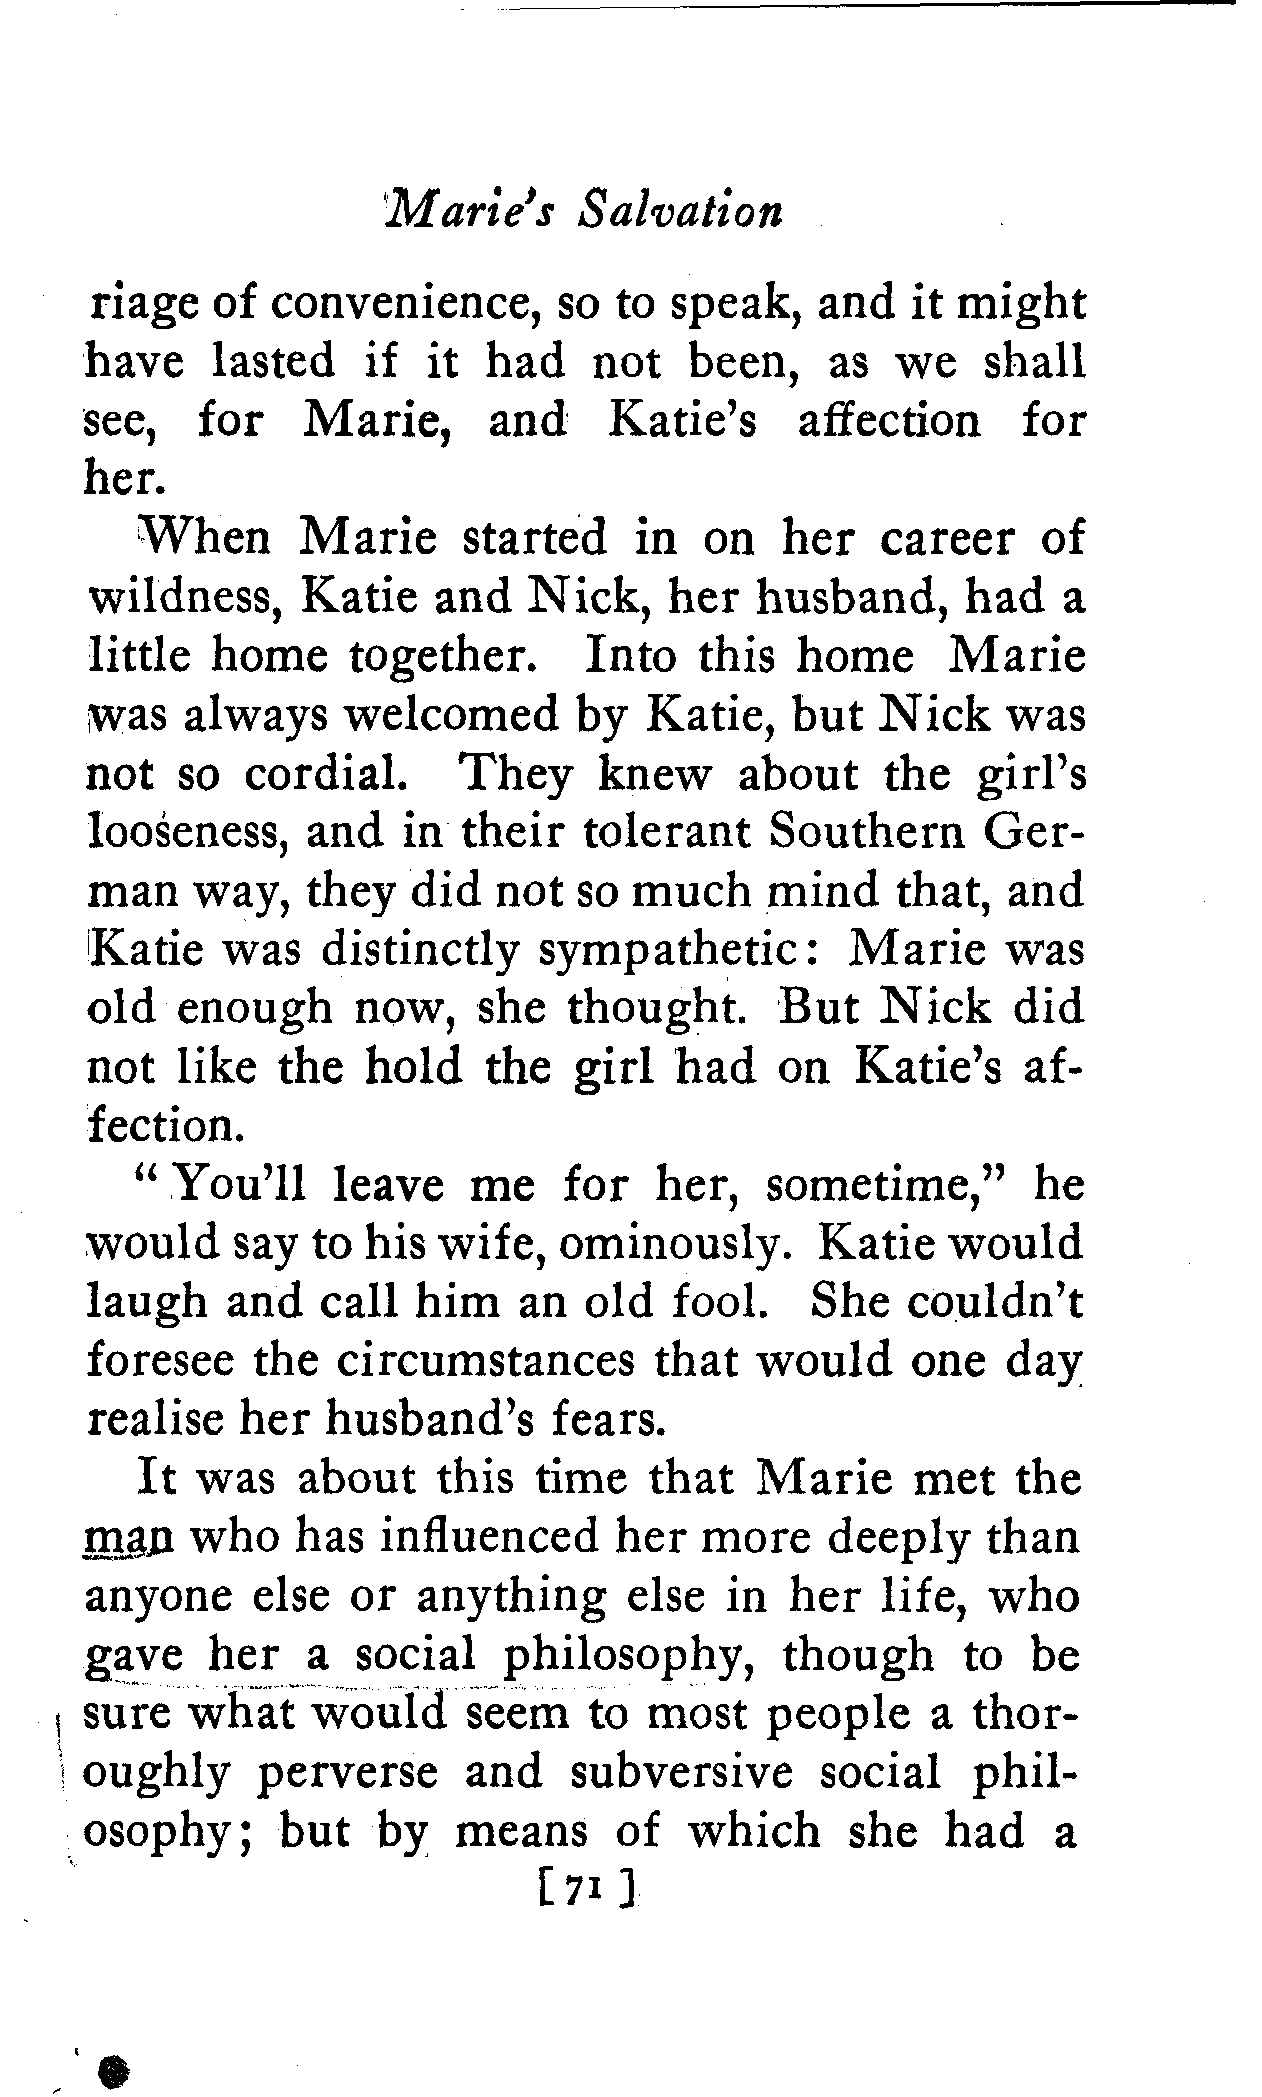 Marie's Salvation
riage of convenience, so to speak, and it might
have lasted if it had not been, as we shall
see, for Marie, and Katie's affection for
her.
When Marie started in on her career of
wildness, Katie and Nick, her husband, had a
little home together. Into this home Marie
was always welcomed by Katie, but Nick was
not so cordial. They knew about the girl's
looseness, and in their tolerant Southern Ger-
man way, they did not so much mind that, and
Katie was distinctly sympathetic: Marie was
old enough now, she thought. But Nick did
not like the hold the girl had on Katie's af-
fection.
"You'll leave me for her, sometime," he
would say to his wife, ominously. Katie would
laugh and call him an old fool. She couldn't
foresee the circumstances that would one day
realise her husband's fears.
It was about this time that Marie met the
man who has influenced her more deeply than
anyone else or anything else in her life, who
gave her a social philosophy, though to be
sure what would seem to most people a thor-
oughly perverse and subversive social phil-
osophy; but by means of which she had a
[71]